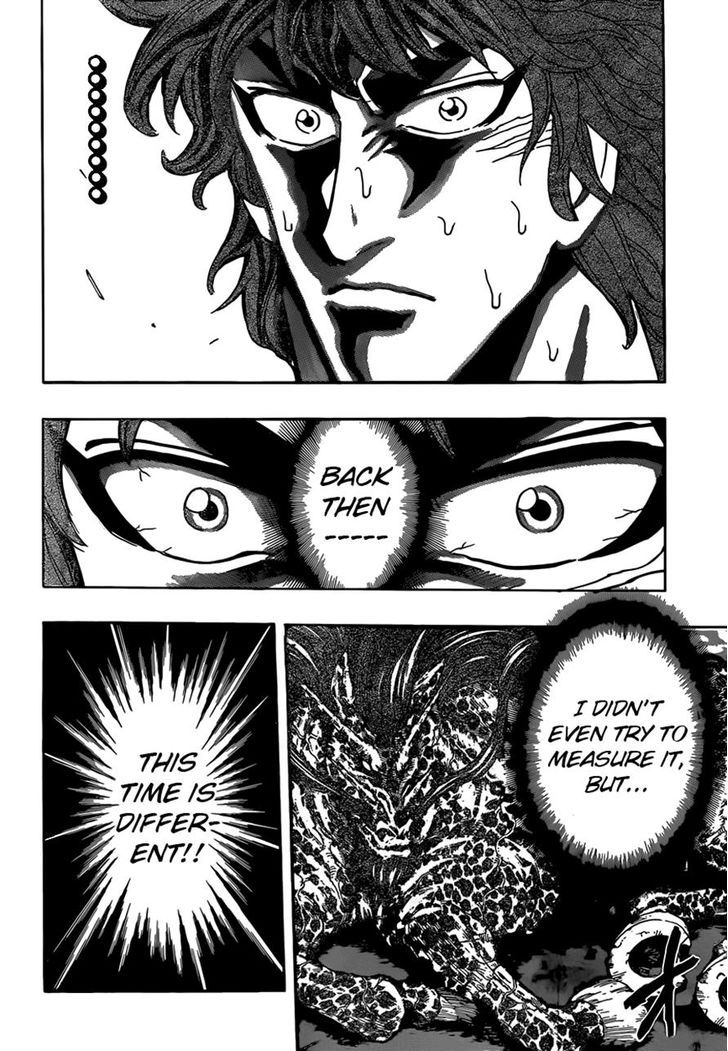 BACK
THEN
-----
I DIDN'T
EVEN TRY TO
MEASURE IT,
BUT...
THIS
TIME IS
DIFFER-
ENT!!